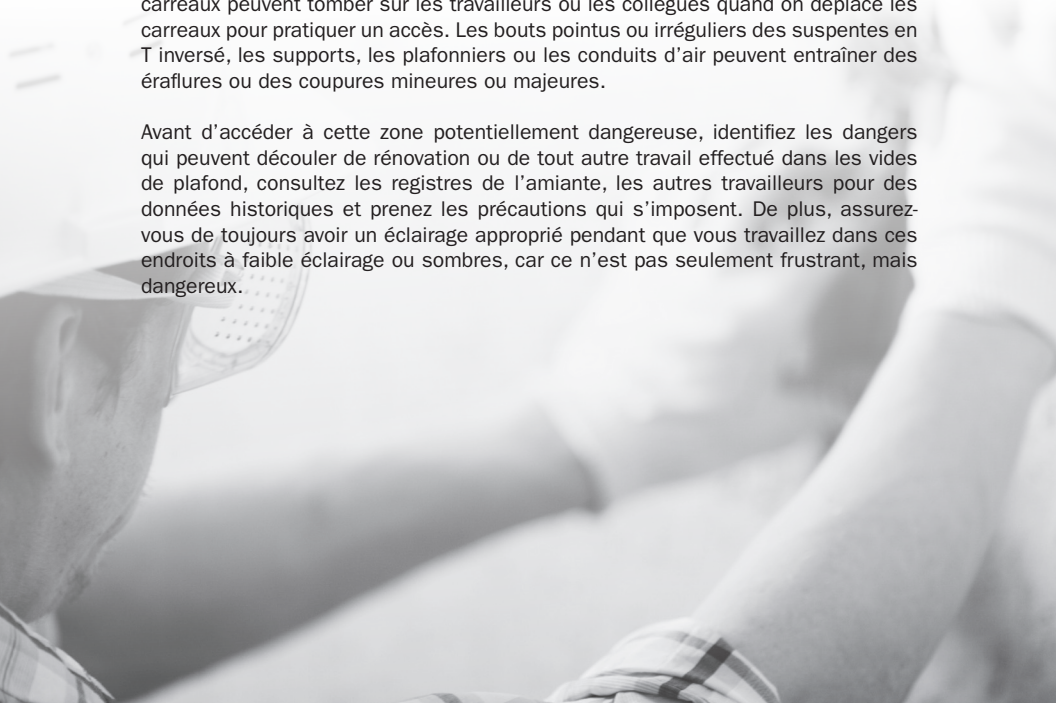 carreaux peuvent tomber sur les travailleurs ou les collègues quand on déplace les
carreaux pour pratiquer un accès. Les bouts pointus ou irréguliers des suspentes en
T inversé, les supports, les plafonniers ou les conduits d’air peuvent entraîner des
éraflures ou des coupures mineures ou majeures.
Avant d’accéder à cette zone potentiellement dangereuse, identifiez les dangers
qui peuvent découler de rénovation ou de tout autre travail effectué dans les vides
de plafond, consultez les registres de l’amiante, les autres travailleurs pour des
données historiques et prenez les précautions qui s’imposent. De plus, assurez-
vous de toujours avoir un éclairage approprié pendant que vous travaillez dans ces
endroits à faible éclairage ou sombres, car ce n’est pas seulement frustrant, mais
dangereux.